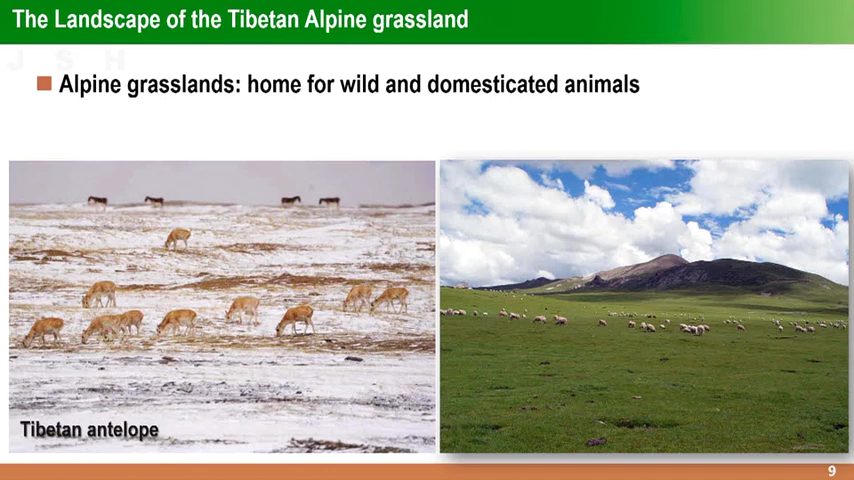 The Landscape of the Tibetan Alpine grassland
J S H
Alpine grasslands: home for wild and domesticated animals
Tibetan antelope
9